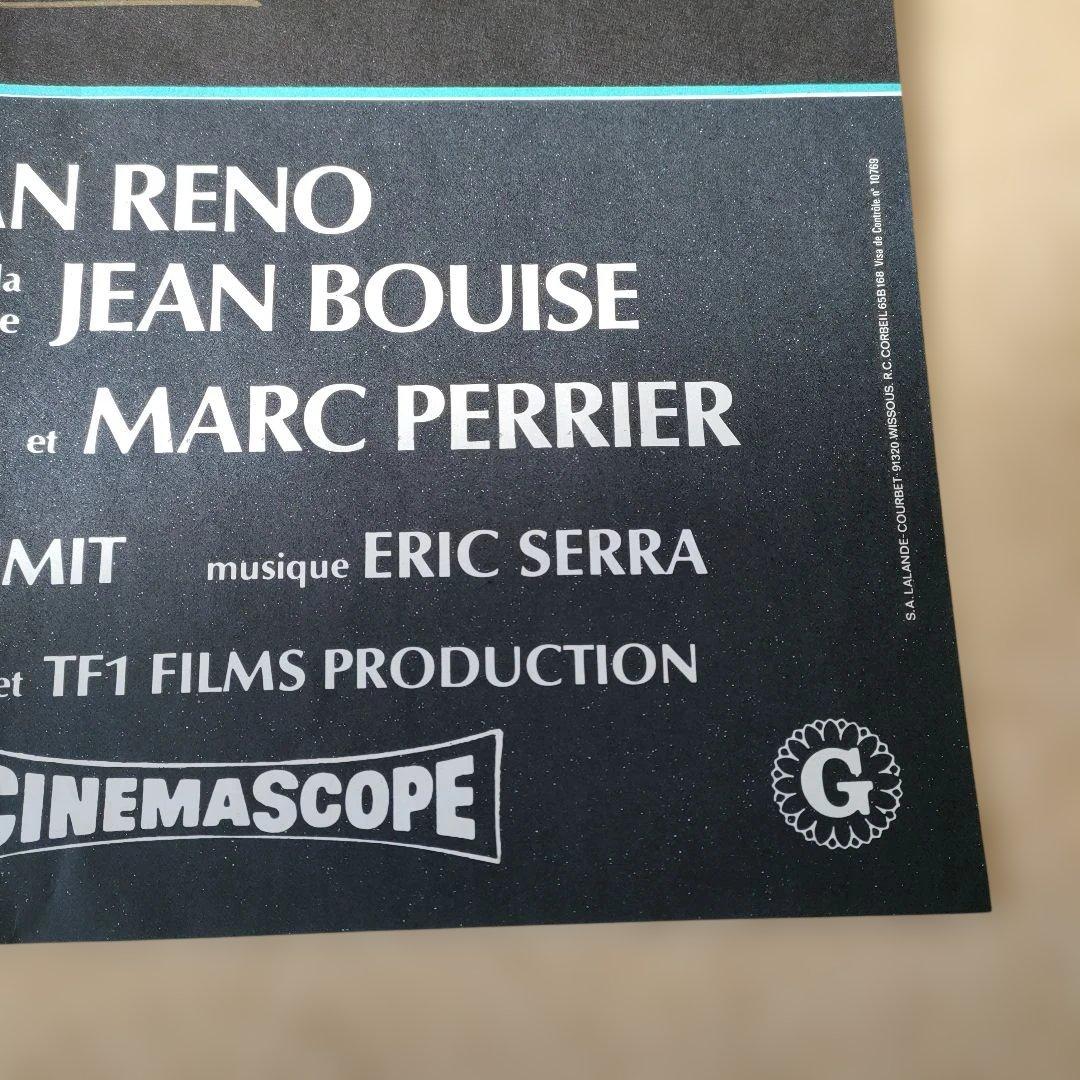 AN RENO
la
e JEAN BOUISE
et MARC PERRIER
MIT musique ERIC SERRA
et TF1 FILMS PRODUCTION
CINEMASCOPE
G
S.A. LALANDE-COURBET· 91320 WISSOUS. R.C. CORBEIL 65B168 Visa de Contrôle n° 10769